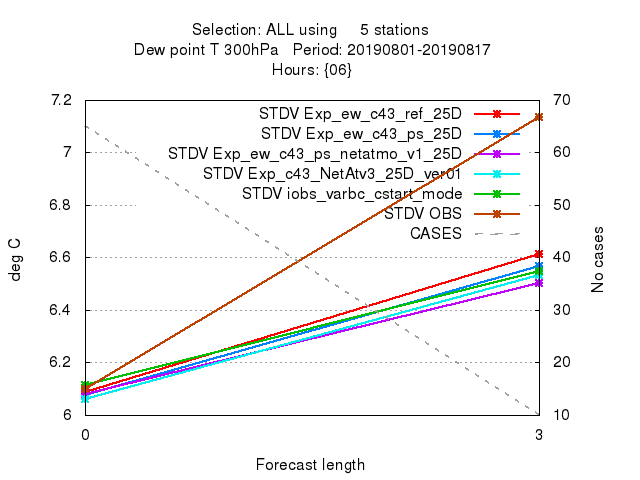 Selection: ALL using     5 stations
Dew point T 300hPa   Period: 20190801-20190817
Hours: {06}
7.2
7
6.8
6.6
6.4
6.2
6
70
60
50
40
30
20
10
STDV Exp_ew_c43_ref_25D
STDV Exp_ew_c43_ps_25D
STDV Exp_ew_c43_ps_netatmo_v1_25D
STDV Exp_c43_NetAtv3_25D_ver01
STDV iobs_varbc_cstart_mode
STDV OBS
CASES
deg C
No cases
0
3
Forecast length